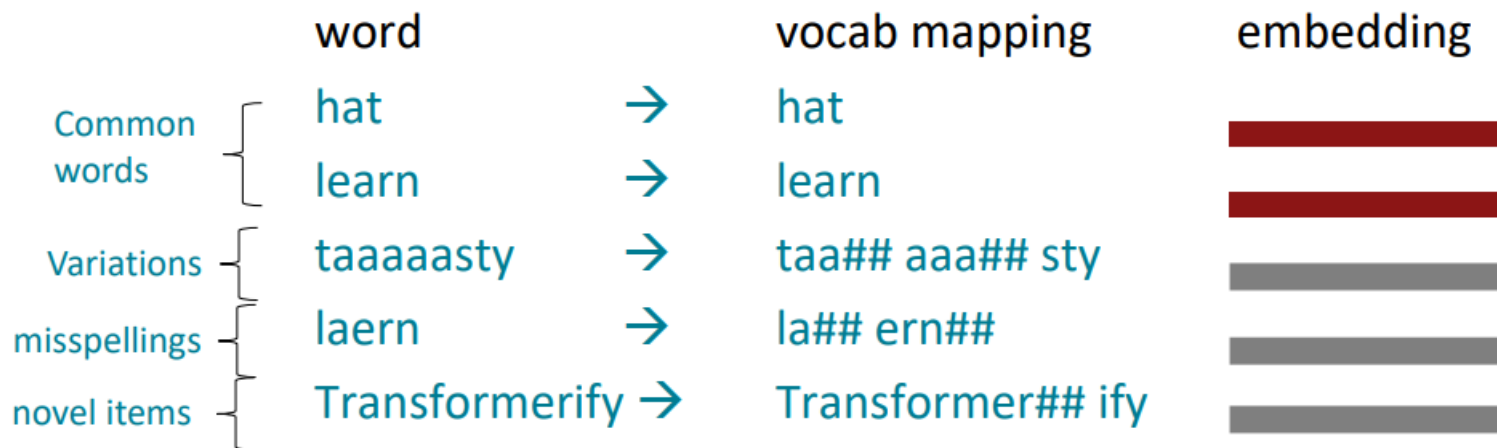 word vocab mapping embedding
Common words
hat → hat
learn → learn
Variations
taaaaasty → taa## aaa## sty
misspellings
laern → la## ern##
novel items
Transformerify → Transformer## ify